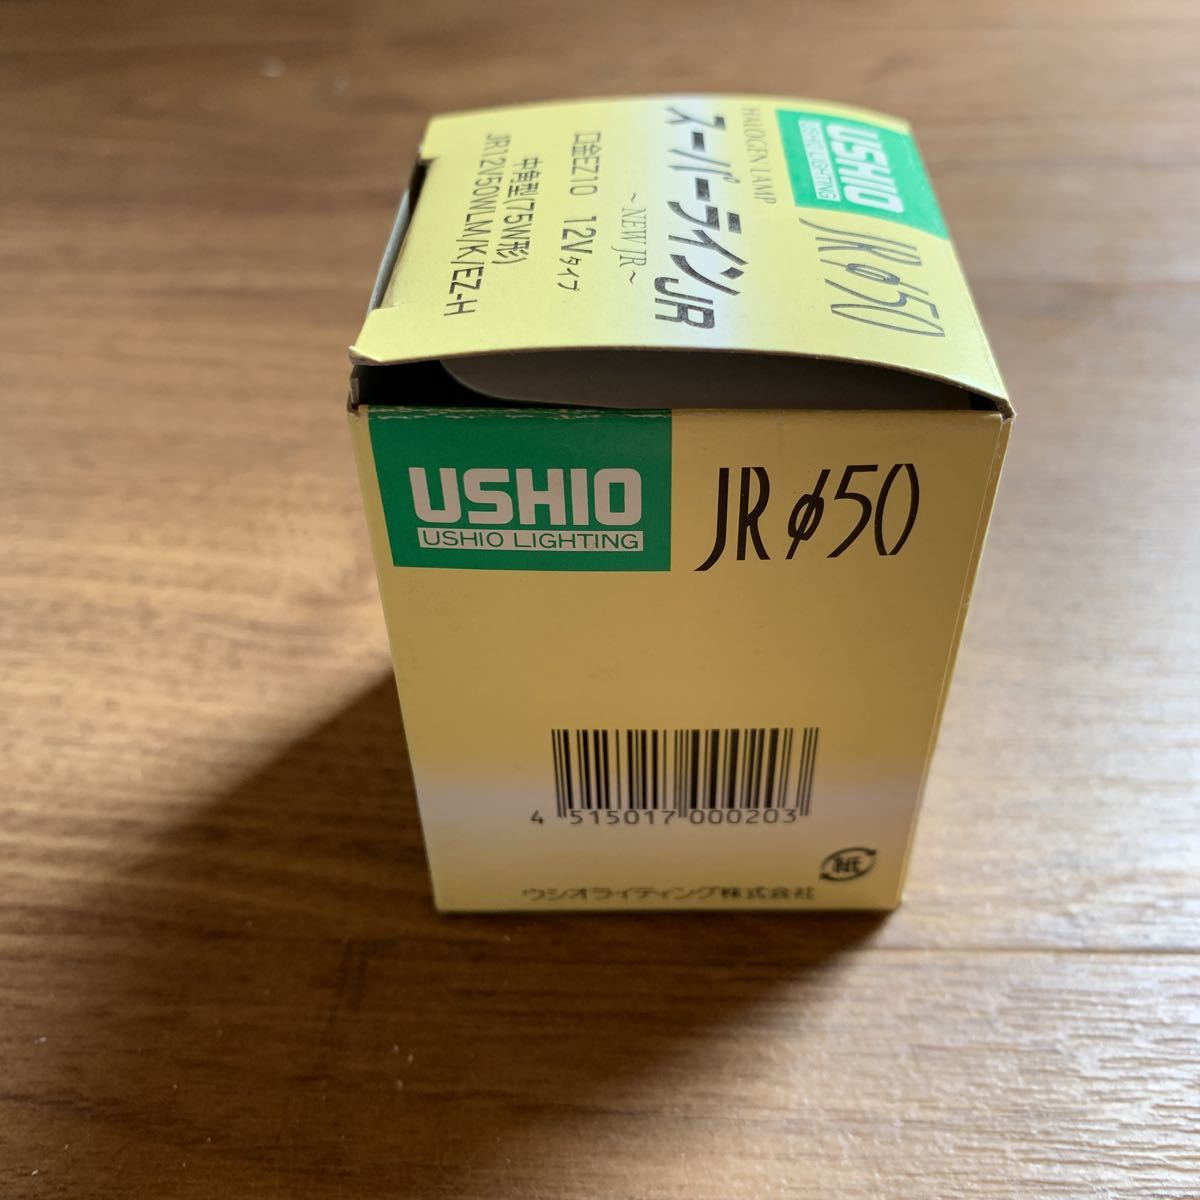 USHIO
USHIO LIGHTING
JRφ50
HALOGEN LAMP
スーパーラインJR
~NEW JR~
口金EZ10 12Vタイプ
中角型(75W形)
JR12V50WLM/K/EZ-H
USHIO
USHIO LIGHTING
JRφ50
4 515017 000203
紙
ウシオライティング株式会社